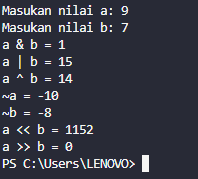 Masukan nilai a: 9
Masukan nilai b: 7
a & b = 1
a | b = 15
a ^ b = 14
~a = -10
~b = -8
a << b = 1152
a >> b = 0
PS C:\Users\LENOVO>